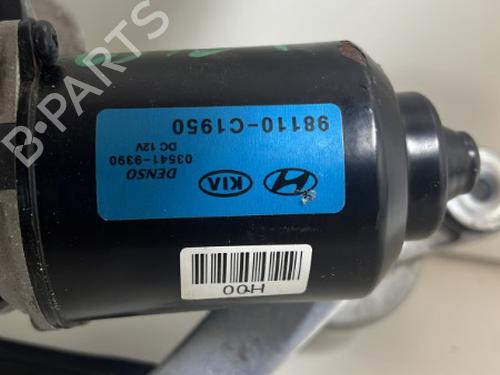 98110-C1950
03541-9390
DC 12V
DENSO
KIA
H00
B-PARTS